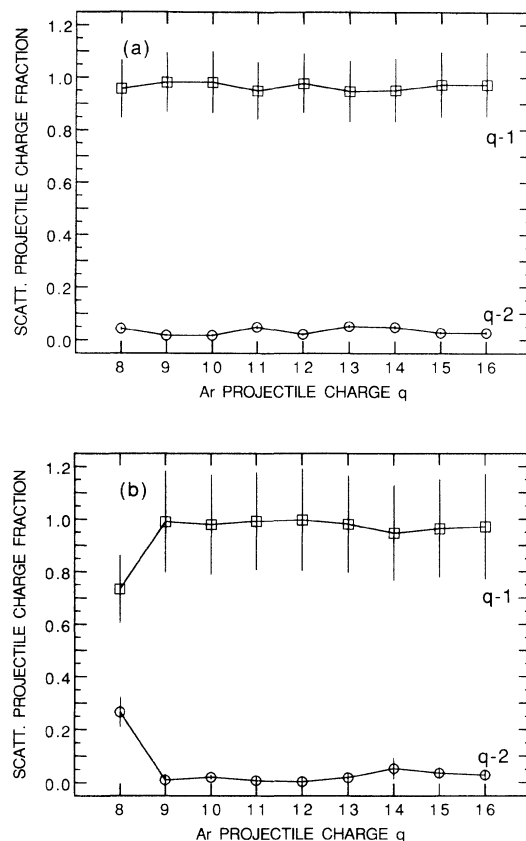 (a)
SCATT. PROJECTILE CHARGE FRACTION
1.2
1.0
0.8
0.6
0.4
0.2
0.0
q-1
q-2
8 9 10 11 12 13 14 15 16
Ar PROJECTILE CHARGE q
(b)
SCATT. PROJECTILE CHARGE FRACTION
1.2
1.0
0.8
0.6
0.4
0.2
0.0
q-1
q-2
8 9 10 11 12 13 14 15 16
Ar PROJECTILE CHARGE q